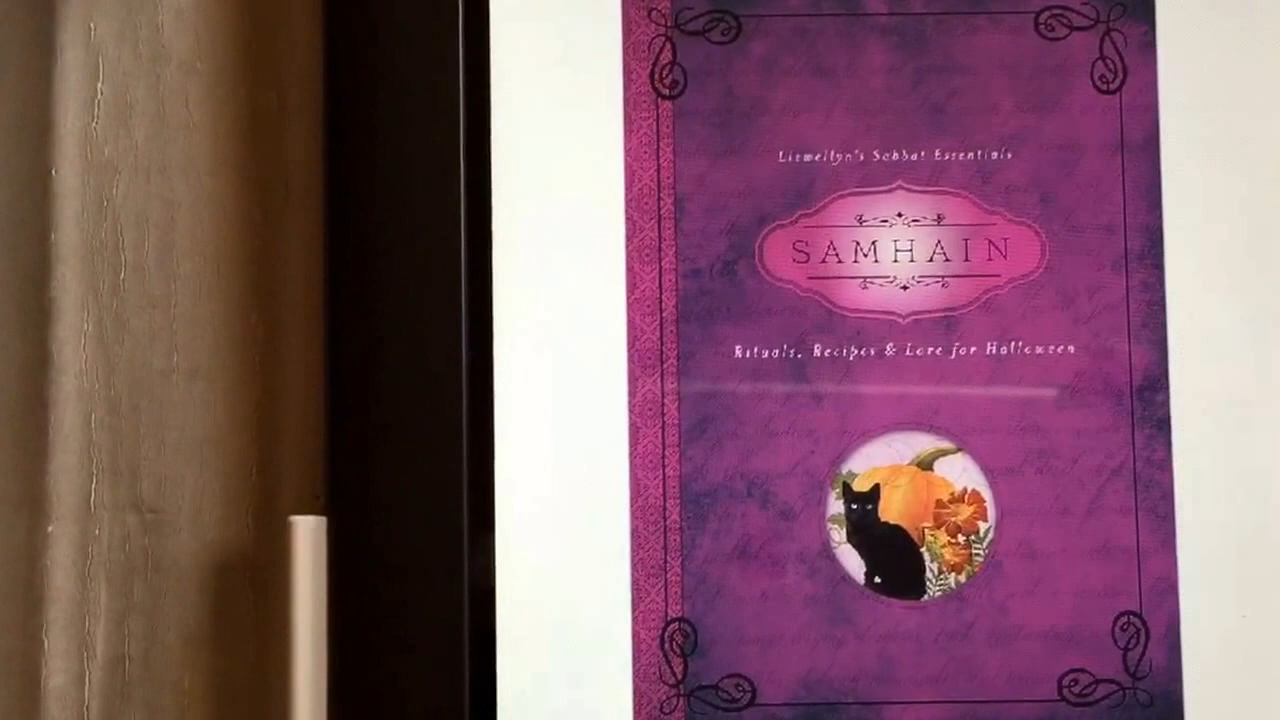 Llewellyn's Sabbat Essentials
SAMHAIN
Rituals, Recipes & Lore for Halloween